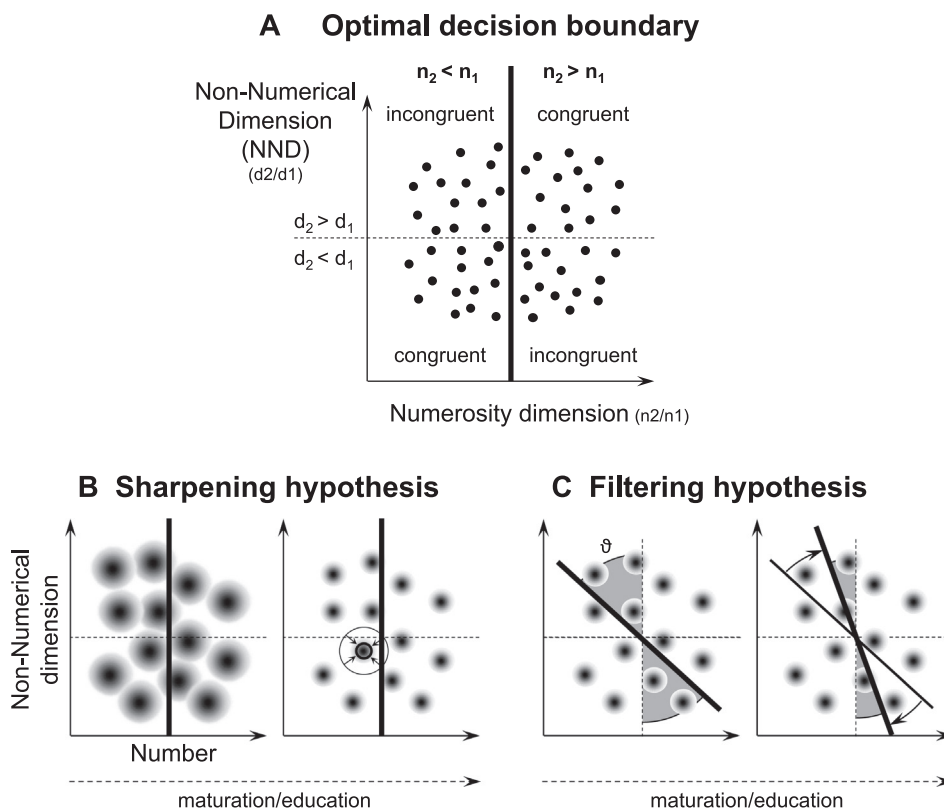 A Optimal decision boundary
n₂ < n₁ n₂ > n₁
Non-Numerical
Dimension
(NND)
(d2/d1)
incongruent congruent
d₂ > d₁
d₂ < d₁
congruent incongruent
Numerosity dimension (n2/n1)
B Sharpening hypothesis
Non-Numerical
dimension
Number
maturation/education
C Filtering hypothesis
ϑ
maturation/education